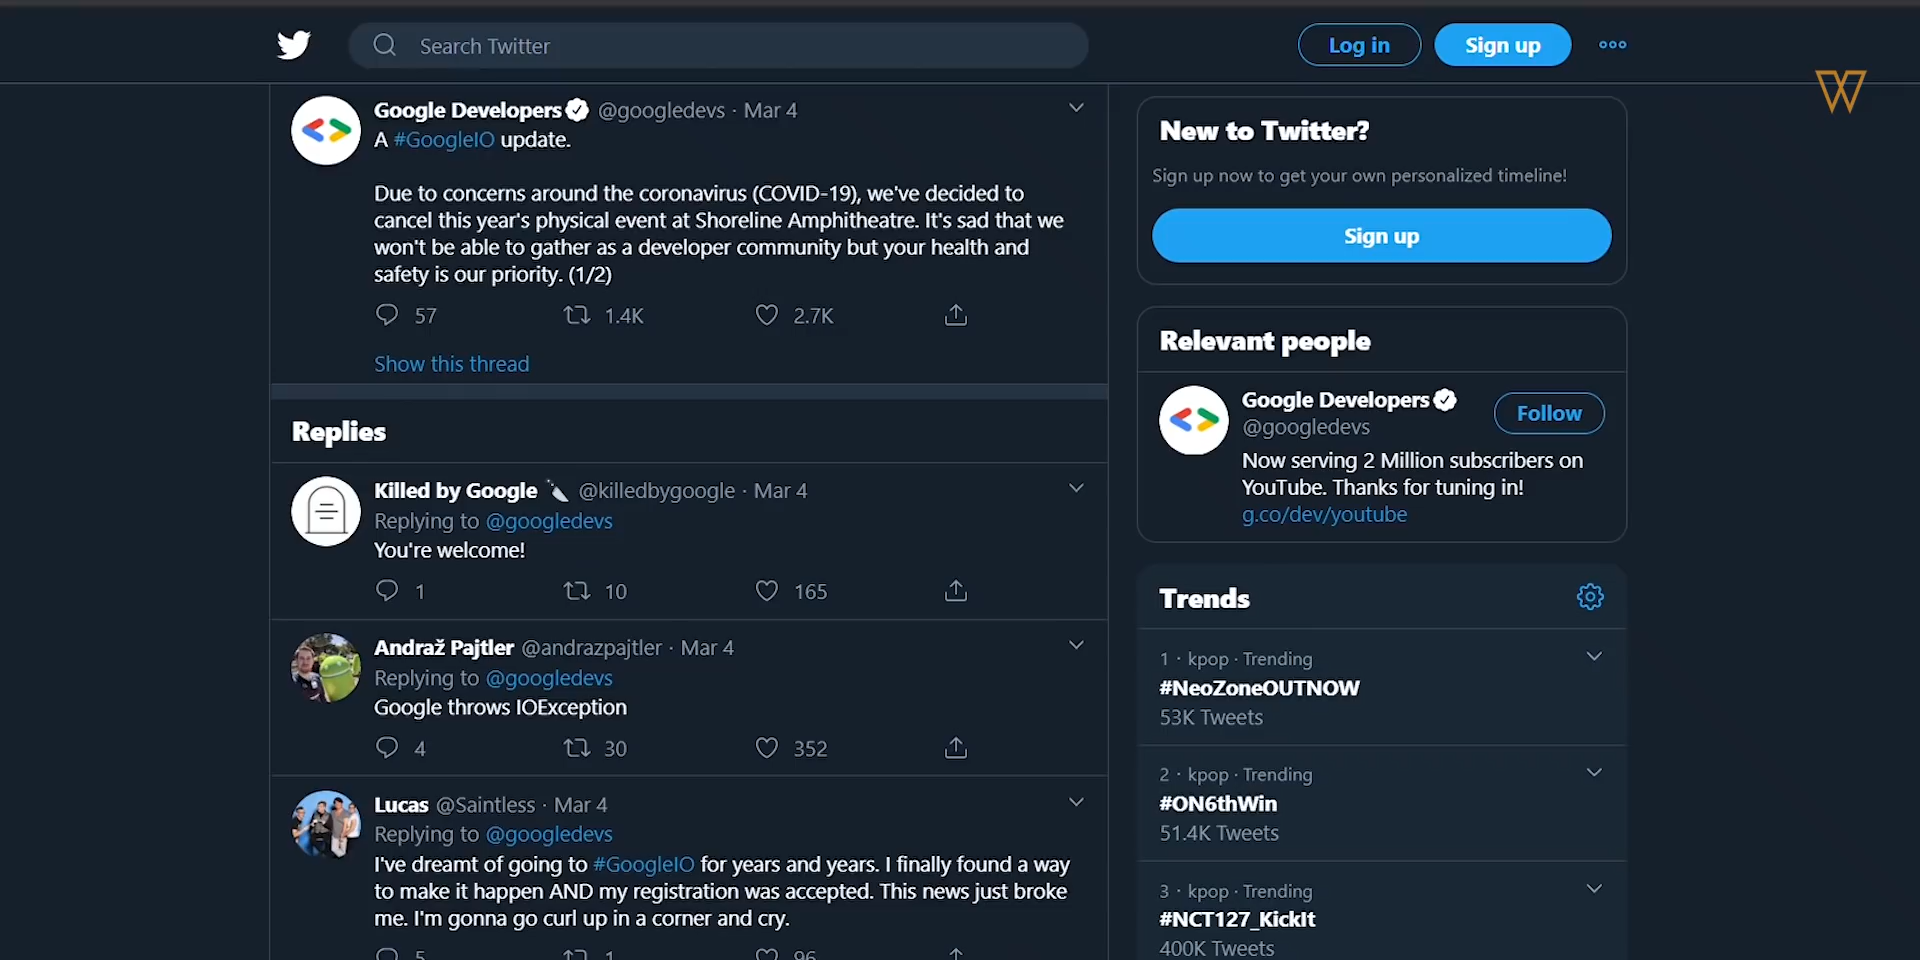 Search Twitter
Log in
Sign up
Google Developers @googledevs · Mar 4
A #GoogleIO update.
Due to concerns around the coronavirus (COVID-19), we've decided to
cancel this year's physical event at Shoreline Amphitheatre. It's sad that we
won't be able to gather as a developer community but your health and
safety is our priority. (1/2)
57
1.4K
2.7K
Show this thread
Replies
Killed by Google 🔪 @killedbygoogle · Mar 4
Replying to @googledevs
You're welcome!
1
10
165
Andraž Pajtler @andrazpajtler · Mar 4
Replying to @googledevs
Google throws IOException
4
30
352
Lucas @Saintless · Mar 4
Replying to @googledevs
I've dreamt of going to #GoogleIO for years and years. I finally found a way
to make it happen AND my registration was accepted. This news just broke
me. I'm gonna go curl up in a corner and cry.
5
1
96
W
New to Twitter?
Sign up now to get your own personalized timeline!
Sign up
Relevant people
Google Developers
@googledevs
Follow
Now serving 2 Million subscribers on
YouTube. Thanks for tuning in!
g.co/dev/youtube
Trends
1 · kpop · Trending
#NeoZoneOUTNOW
53K Tweets
2 · kpop · Trending
#ON6thWin
51.4K Tweets
3 · kpop · Trending
#NCT127_KickIt
400K Tweets